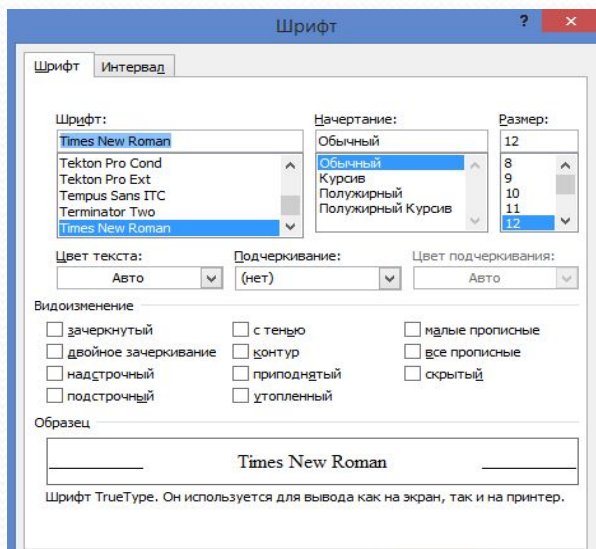 Шрифт
?
Шрифт Интервал
Шрифт: Начертание: Размер:
Times New Roman Обычный 12
Tekton Pro Cond Обычный 8
Tekton Pro Ext Курсив 9
Tempus Sans ITC Полужирный 10
Terminator Two Полужирный Курсив 11
Times New Roman 12
Цвет текста: Подчеркивание: Цвет подчеркивания:
Авто (нет) Авто
Видоизменение
зачеркнутый с тенью малые прописные
двойное зачеркивание контур все прописные
надстрочный приподнятый скрытый
подстрочный утопленный
Образец
Times New Roman
Шрифт TrueType. Он используется для вывода как на экран, так и на принтер.